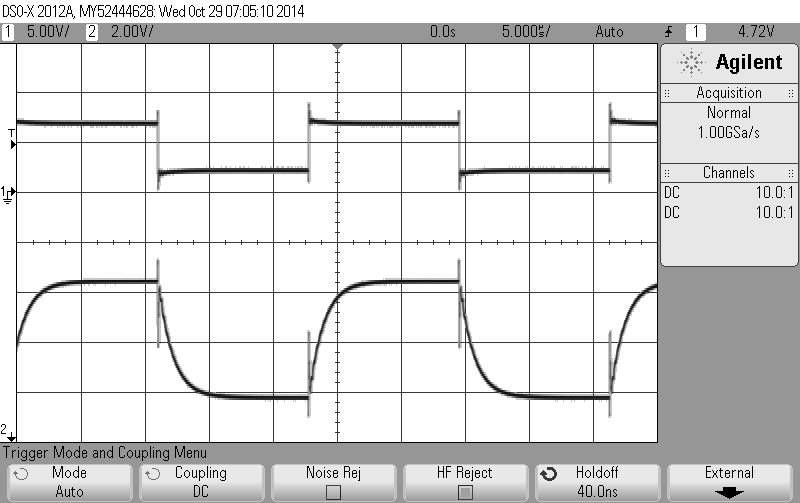 DSO-X 2012A, MY52444628: Wed Oct 29 07:05:10 2014
1 5.00V/ 2 2.00V/ 0.0s 5.000µs/ Auto 1 4.72V
Agilent
Acquisition
Normal
1.00GSa/s
Channels
DC 10.0:1
DC 10.0:1
T
1
2
Trigger Mode and Coupling Menu
Mode
Auto
Coupling
DC
Noise Rej
HF Reject
Holdoff
40.0ns
External